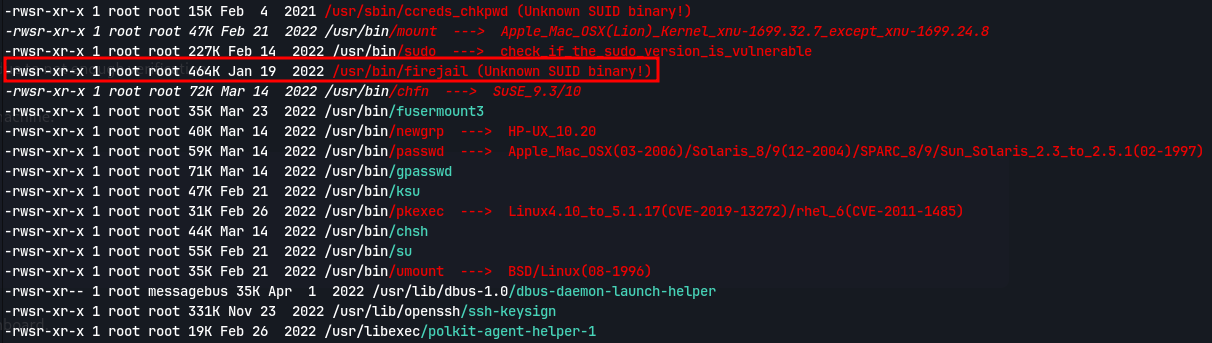 -rwsr-xr-x 1 root root 15K Feb  4  2021 /usr/sbin/ccreds_chkpwd (Unknown SUID binary!)
-rwsr-xr-x 1 root root 47K Feb 21  2022 /usr/bin/mount  --->  Apple_Mac_OSX(Lion)_Kernel_xnu-1699.32.7_except_xnu-1699.24.8
-rwsr-xr-x 1 root root 227K Feb 14  2022 /usr/bin/sudo  --->  check_if_the_sudo_version_is_vulnerable
-rwsr-xr-x 1 root root 464K Jan 19  2022 /usr/bin/firejail (Unknown SUID binary!)
-rwsr-xr-x 1 root root 72K Mar 14  2022 /usr/bin/chfn  --->  SuSE_9.3/10
-rwsr-xr-x 1 root root 35K Mar 23  2022 /usr/bin/fusermount3
-rwsr-xr-x 1 root root 40K Mar 14  2022 /usr/bin/newgrp  --->  HP-UX_10.20
-rwsr-xr-x 1 root root 59K Mar 14  2022 /usr/bin/passwd  --->  Apple_Mac_OSX(03-2006)/Solaris_8/9(12-2004)/SPARC_8/9/Sun_Solaris_2.3_to_2.5.1(02-1997)
-rwsr-xr-x 1 root root 71K Mar 14  2022 /usr/bin/gpasswd
-rwsr-xr-x 1 root root 47K Feb 21  2022 /usr/bin/ksu
-rwsr-xr-x 1 root root 31K Feb 26  2022 /usr/bin/pkexec  --->  Linux4.10_to_5.1.17(CVE-2019-13272)/rhel_6(CVE-2011-1485)
-rwsr-xr-x 1 root root 44K Mar 14  2022 /usr/bin/chsh
-rwsr-xr-x 1 root root 55K Feb 21  2022 /usr/bin/su
-rwsr-xr-x 1 root root 35K Feb 21  2022 /usr/bin/umount  --->  BSD/Linux(08-1996)
-rwsr-xr-- 1 root messagebus 35K Apr  1  2022 /usr/lib/dbus-1.0/dbus-daemon-launch-helper
-rwsr-xr-x 1 root root 331K Nov 23  2022 /usr/lib/openssh/ssh-keysign
-rwsr-xr-x 1 root root 19K Feb 26  2022 /usr/libexec/polkit-agent-helper-1